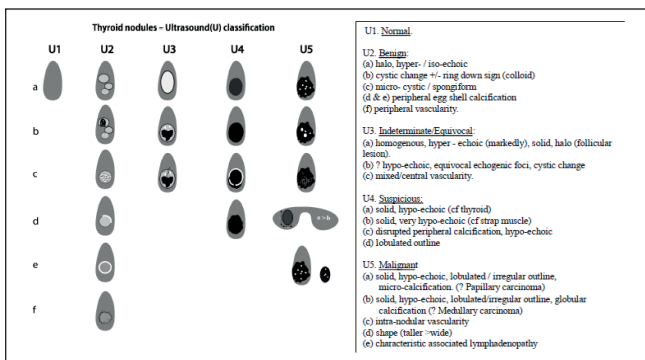 Thyroid nodules – Ultrasound(U) classification
U1 U2 U3 U4 U5
a
b
c
d
a > b
e
f
U1. Normal.
U2. Benign:
(a) halo, hyper- / iso-echoic
(b) cystic change +/- ring down sign (colloid)
(c) micro- cystic / spongiform
(d & e) peripheral egg shell calcification
(f) peripheral vascularity.
U3. Indeterminate/Equivocal:
(a) homogenous, hyper - echoic (markedly), solid, halo (follicular
lesion).
(b) ? hypo-echoic, equivocal echogenic foci, cystic change
(c) mixed/central vascularity.
U4. Suspicious:
(a) solid, hypo-echoic (cf thyroid)
(b) solid, very hypo-echoic (cf strap muscle)
(c) disrupted peripheral calcification, hypo-echoic
(d) lobulated outline
U5. Malignant
(a) solid, hypo-echoic, lobulated / irregular outline,
micro-calcification. (? Papillary carcinoma)
(b) solid, hypo-echoic, lobulated/irregular outline, globular
calcification (? Medullary carcinoma)
(c) intra-nodular vascularity
(d) shape (taller >wide)
(e) characteristic associated lymphadenopathy